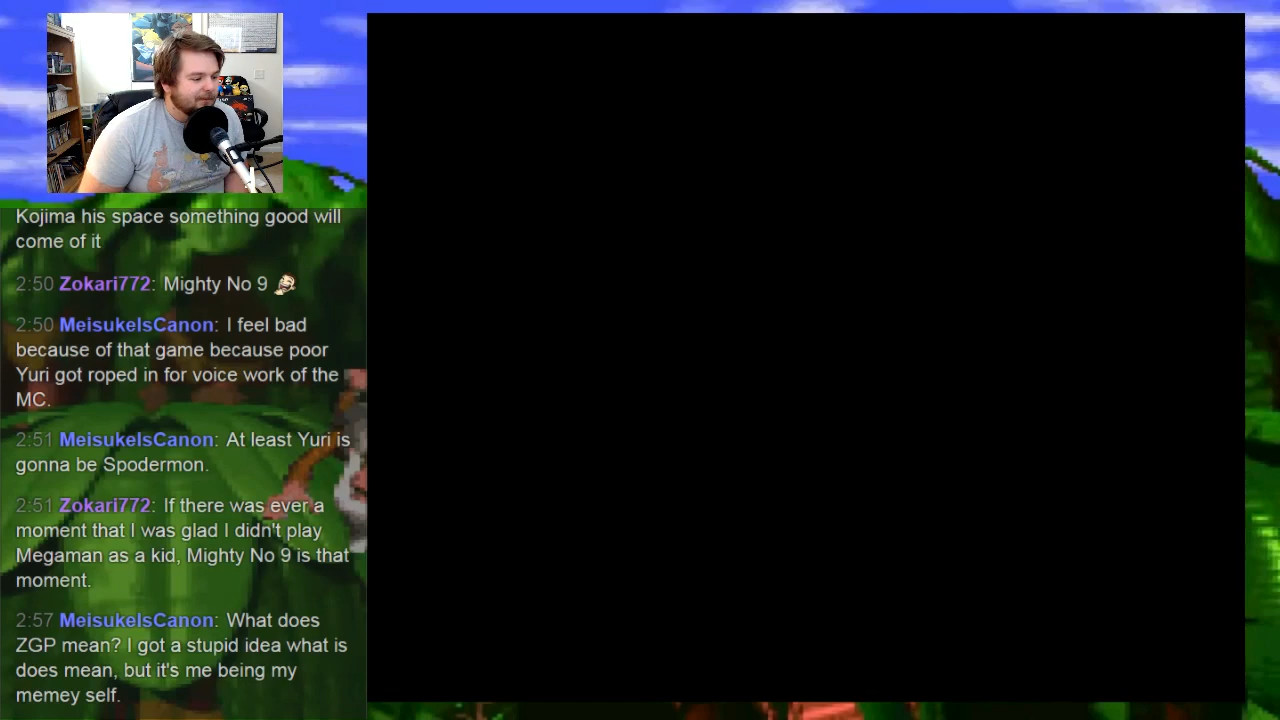 Kojima his space something good will
come of it
2:50 Zokari772: Mighty No 9
2:50 MeisukeIsCanon: I feel bad
because of that game because poor
Yuri got roped in for voice work of the
MC.
2:51 MeisukeIsCanon: At least Yuri is
gonna be Spodermon.
2:51 Zokari772: If there was ever a
moment that I was glad I didn't play
Megaman as a kid, Mighty No 9 is that
moment.
2:57 MeisukeIsCanon: What does
ZGP mean? I got a stupid idea what is
does mean, but it's me being my
memey self.